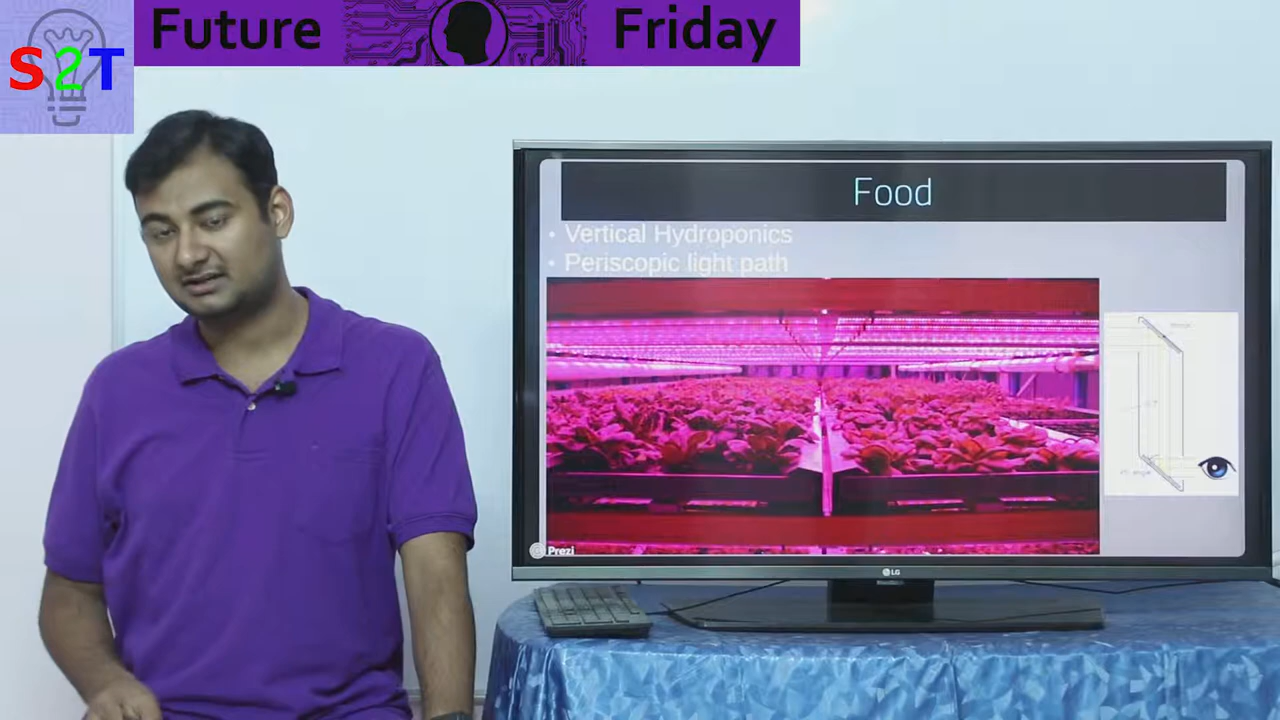 Future Friday
S2T
Food
• Vertical Hydroponics
• Periscopic light path
Prezi
LG